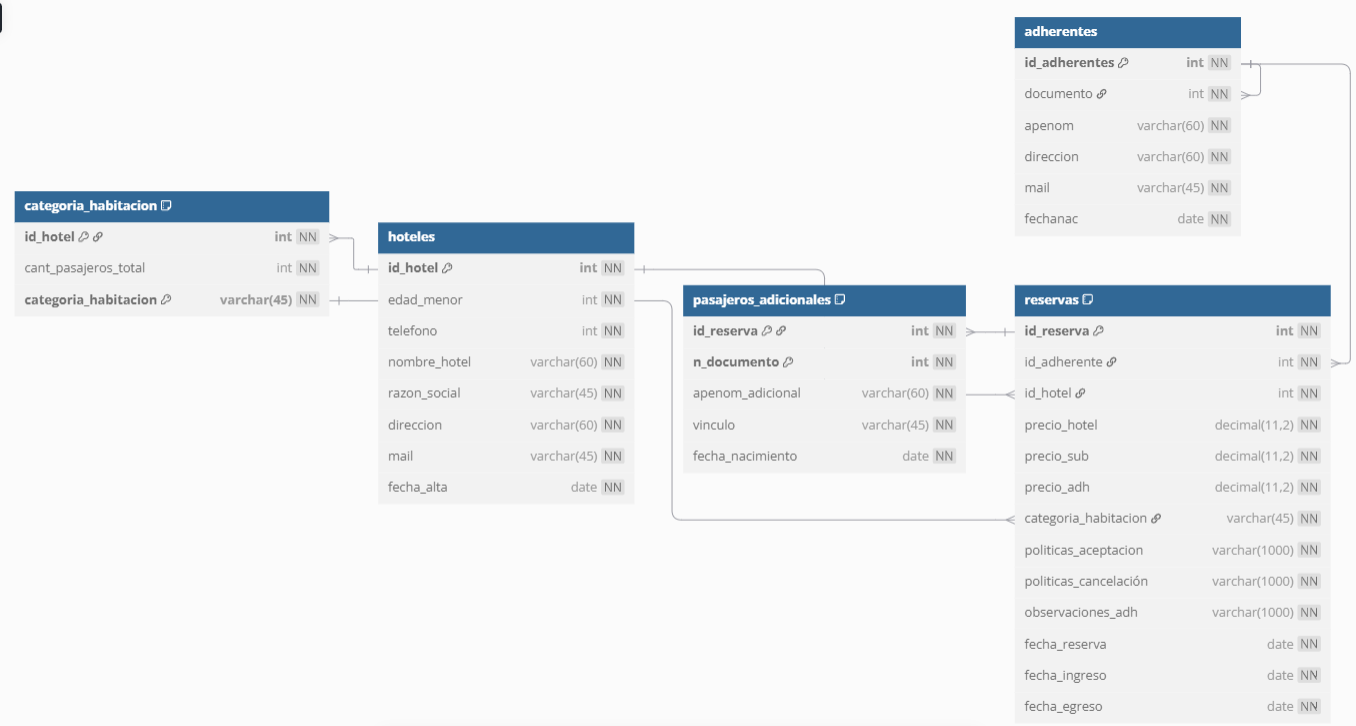 adherentes
id_adherentes int NN
documento int NN
apenom varchar(60) NN
direccion varchar(60) NN
mail varchar(45) NN
fechanac date NN
categoria_habitacion
id_hotel int NN
cant_pasajeros_total int NN
categoria_habitacion varchar(45) NN
hoteles
id_hotel int NN
edad_menor int NN
telefono int NN
nombre_hotel varchar(60) NN
razon_social varchar(45) NN
direccion varchar(60) NN
mail varchar(45) NN
fecha_alta date NN
pasajeros_adicionales
id_reserva int NN
n_documento int NN
apenom_adicional varchar(60) NN
vinculo varchar(45) NN
fecha_nacimiento date NN
reservas
id_reserva int NN
id_adherente int NN
id_hotel int NN
precio_hotel decimal(11,2) NN
precio_sub decimal(11,2) NN
precio_adh decimal(11,2) NN
categoria_habitacion varchar(45) NN
politicas_aceptacion varchar(1000) NN
politicas_cancelación varchar(1000) NN
observaciones_adh varchar(1000) NN
fecha_reserva date NN
fecha_ingreso date NN
fecha_egreso date NN